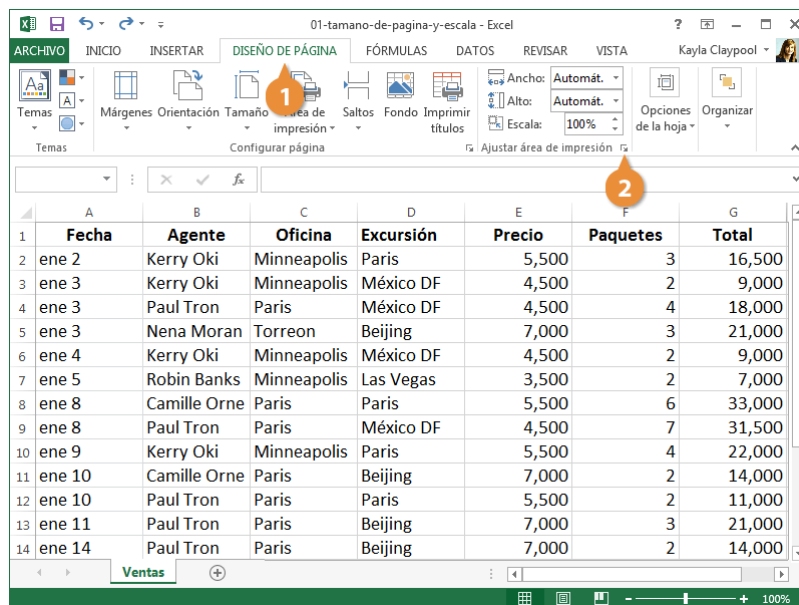 01-tamano-de-pagina-y-escala - Excel
ARCHIVO INICIO INSERTAR DISEÑO DE PÁGINA FÓRMULAS DATOS REVISAR VISTA Kayla Claypool
Aa A Temas Márgenes Orientación Tamaño Área de impresión Saltos Fondo Imprimir títulos
Ancho: Automát.
Alto: Automát.
Escala: 100%
Opciones de la hoja Organizar
Temas Configurar página Ajustar área de impresión
1
2
fx
A B C D E F G
1 Fecha Agente Oficina Excursión Precio Paquetes Total
2 ene 2 Kerry Oki Minneapolis Paris 5,500 3 16,500
3 ene 3 Kerry Oki Minneapolis México DF 4,500 2 9,000
4 ene 3 Paul Tron Paris México DF 4,500 4 18,000
5 ene 3 Nena Moran Torreon Beijing 7,000 3 21,000
6 ene 4 Kerry Oki Minneapolis México DF 4,500 2 9,000
7 ene 5 Robin Banks Minneapolis Las Vegas 3,500 2 7,000
8 ene 8 Camille Orne Paris Paris 5,500 6 33,000
9 ene 8 Paul Tron Paris México DF 4,500 7 31,500
10 ene 9 Kerry Oki Minneapolis Paris 5,500 4 22,000
11 ene 10 Camille Orne Paris Beijing 7,000 2 14,000
12 ene 10 Paul Tron Paris Paris 5,500 2 11,000
13 ene 11 Paul Tron Paris Beijing 7,000 3 21,000
14 ene 14 Paul Tron Paris Beijing 7,000 2 14,000
Ventas
100%